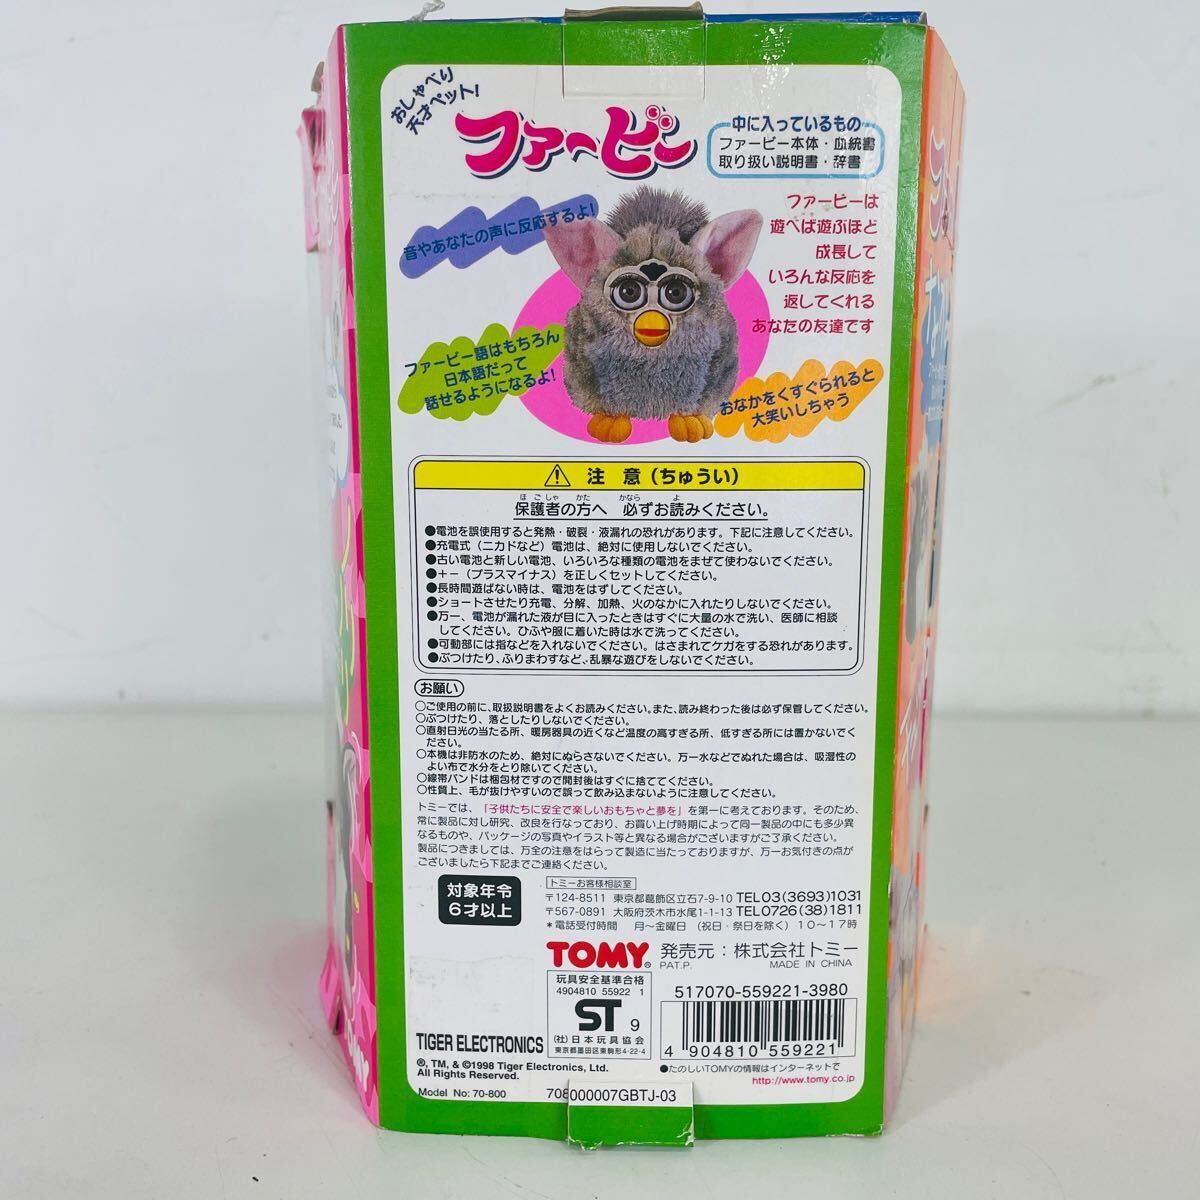 おしゃべり
天才ペット!
ファービー
中に入っているもの
ファービー本体・血統書
取り扱い説明書・辞書
音やあなたの声に反応するよ!
ファービーは
遊べば遊ぶほど
成長して
いろんな反応を
返してくれる
あなたの友達です
ファービー語はもちろん
日本語だって
話せるようになるよ!
おなかをくすぐられると
大笑いしちゃう
注 意(ちゅうい)
保護者の方へ 必ずお読みください。
●電池を誤使用すると発熱・破裂・液漏れの恐れがあります。下記に注意してください。
●充電式(ニカドなど)電池は、絶対に使用しないでください。
●古い電池と新しい電池、いろいろな種類の電池をまぜて使わないでください。
●+-(プラスマイナス)を正しくセットしてください。
●長時間遊ばない時は、電池をはずしてください。
●ショートさせたり充電、分解、加熱、火のなかに入れたりしないでください。
●万一、電池が漏れた液が目に入ったときはすぐに大量の水で洗い、医師に相談
してください。ひふや服に着いた時は水で洗ってください。
●可動部には指などを入れないでください。はさまれてケガをする恐れがあります。
●ぶつけたり、ふりまわすなど、乱暴な遊びをしないでください。
お願い
○ご使用の前に、取扱説明書をよくお読みください。また、読み終わった後は必ず保管してください。
○ぶつけたり、落としたりしないでください。
○直射日光の当たる所、暖房器具の近くなど温度の高すぎる所、低すぎる所には置かないでく
ださい。
○本機は非防水のため、絶対にぬらさないでください。万一水などでぬれた場合は、吸湿性の
よい布で水分をとり除いてください。
○線帯バンドは梱包材ですので開封後はすぐに捨ててください。
○性質上、毛が抜けやすいので誤って飲み込まないように注意してください。
トミーでは、「子供たちに安全で楽しいおもちゃと夢を」を第一に考えております。そのため、
常に製品に対し研究、改良を行なっており、お買い上げ時期によって同一製品の中にも多少異
なるものや、パッケージの写真やイラスト等と異なる場合がございますがご了承ください。
製品につきましては、万全の注意をはらって製造に当たっておりますが、万一お気付きの点が
ございましたら下記までご連絡ください。
対象年令
6才以上
トミーお客様相談室
〒124-8511 東京都葛飾区立石7-9-10 TEL03(3693)1031
〒567-0891 大阪府茨木市水尾1-1-13 TEL0726(38)1811
*電話受付時間 月~金曜日 (祝日・祭日を除く) 10~17時
TOMY® 発売元:株式会社トミー
PAT.P. MADE IN CHINA
玩具安全基準合格
4904810 55922 1
ST 9
(社)日本玩具協会
東京都墨田区東駒形4-22-4
517070-559221-3980
4 904810 559221
●たのしいTOMYの情報はインターネットで
http://www.tomy.co.jp
TIGER ELECTRONICS
®, TM, & ©1998 Tiger Electronics, Ltd.
All Rights Reserved.
Model No: 70-800
708000007GBTJ-03
TOMY